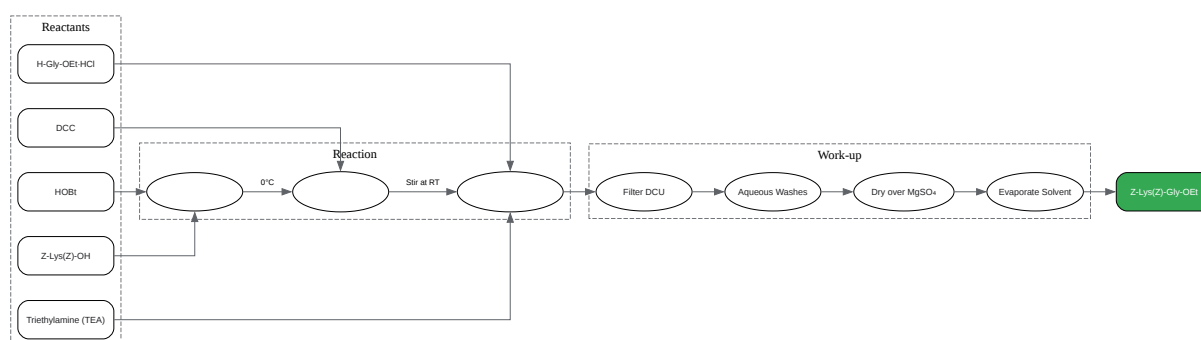 Reactants
H-Gly-OEt-HCl
DCC
HOBt
Z-Lys(Z)-OH
Triethylamine (TEA)
Reaction
0°C
Stir at RT
Work-up
Filter DCU
Aqueous Washes
Dry over MgSO₄
Evaporate Solvent
Z-Lys(Z)-Gly-OEt